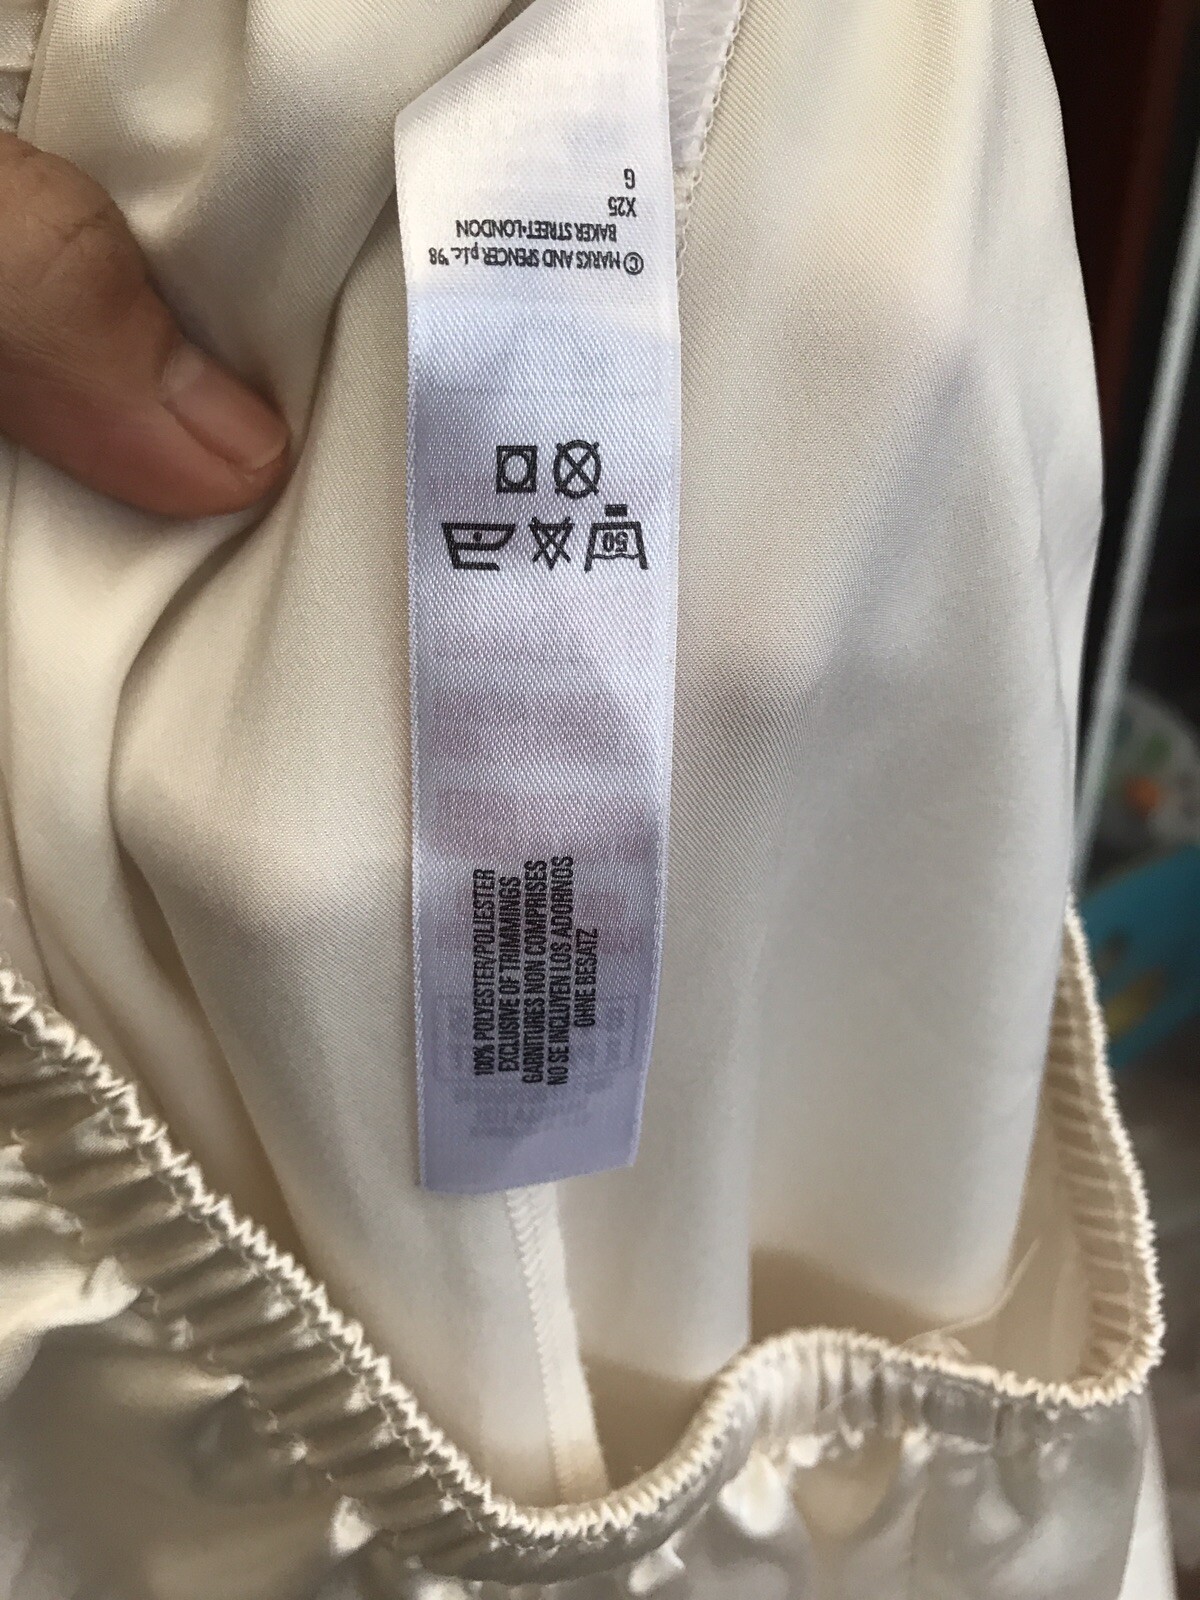 100% POLYESTER/POLIESTER
EXCLUSIVE OF TRIMMINGS
GARNITURES NON COMPRISES
NO SE INCLUYEN LOS ADORNOS
OHNE BESATZ
50
© MARKS AND SPENCER p.l.c. '98
BAKER STREET·LONDON
X25
G